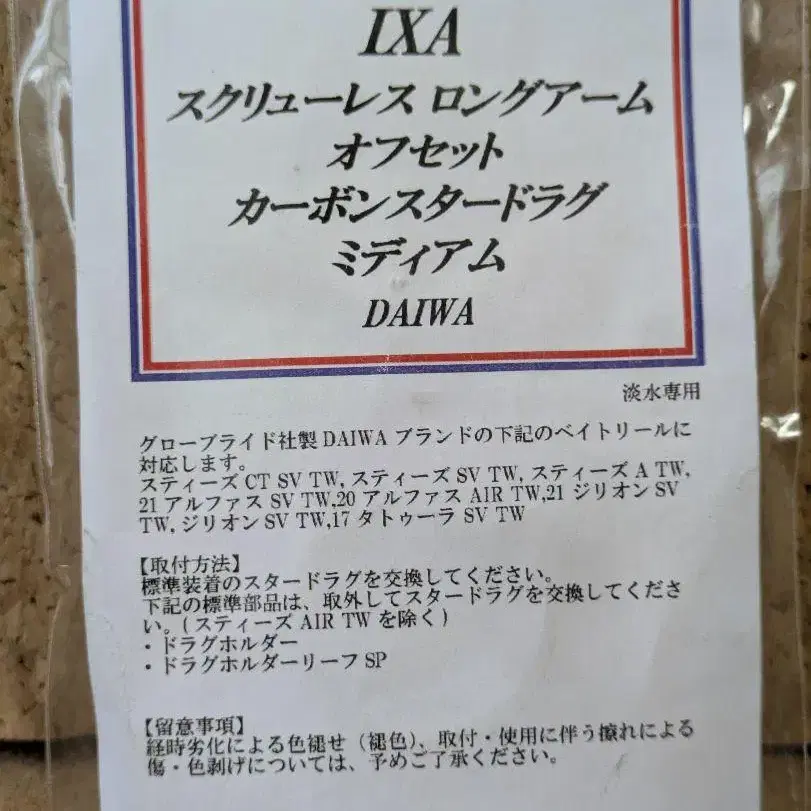 IXA
スクリューレス ロングアーム
オフセット
カーボンスタードラグ
ミディアム
DAIWA
淡水専用
グローブライド社製 DAIWA ブランドの下記のベイトリールに
対応します。
スティーズ CT SV TW, スティーズ SV TW, スティーズ A TW,
21 アルファス SV TW,20 アルファス AIR TW,21 ジリオン SV
TW, ジリオン SV TW,17 タトゥーラ SV TW
【取付方法】
標準装着のスタードラグを交換してください。
下記の標準部品は、取外してスタードラグを交換してくださ
い。( スティーズ AIR TW を除く )
・ドラグホルダー
・ドラグホルダーリーフ SP
【留意事項】
経時劣化による色褪せ（褪色）、取付・使用に伴う擦れによる
傷・色剥げについては、予めご了承ください。